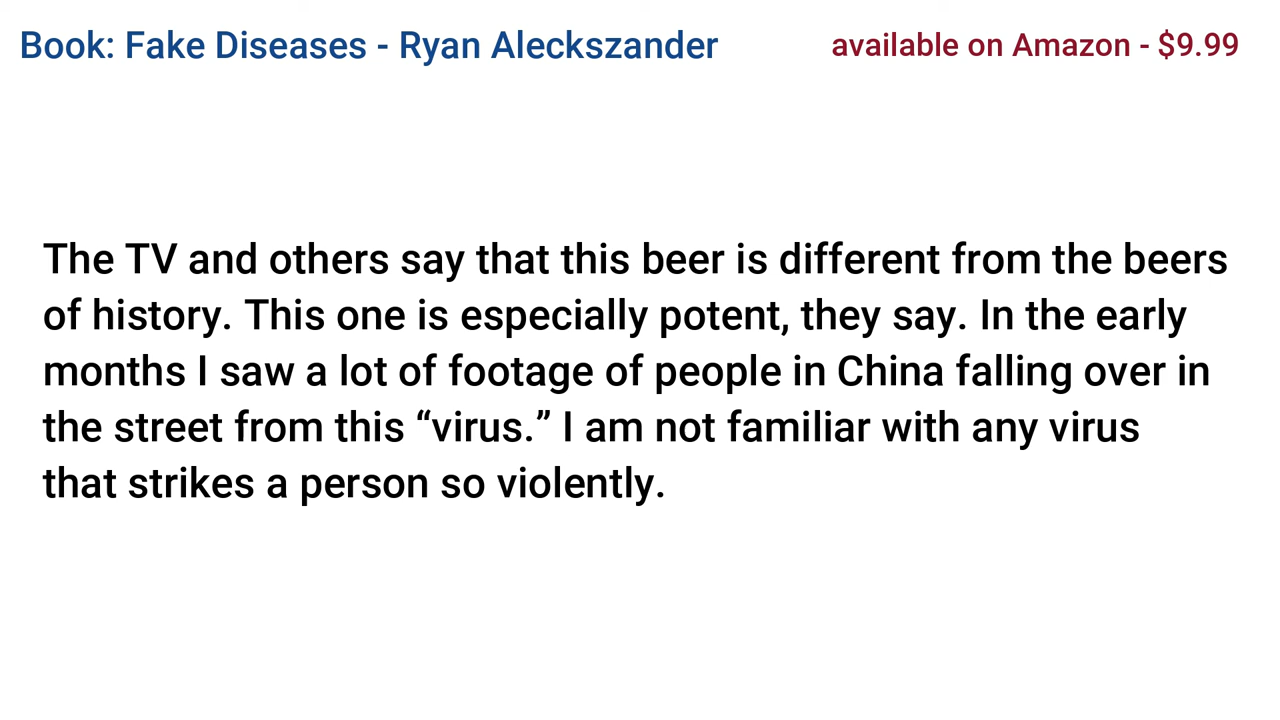 Book: Fake Diseases - Ryan Aleckszander
available on Amazon - $9.99
The TV and others say that this beer is different from the beers
of history. This one is especially potent, they say. In the early
months I saw a lot of footage of people in China falling over in
the street from this “virus.” I am not familiar with any virus
that strikes a person so violently.